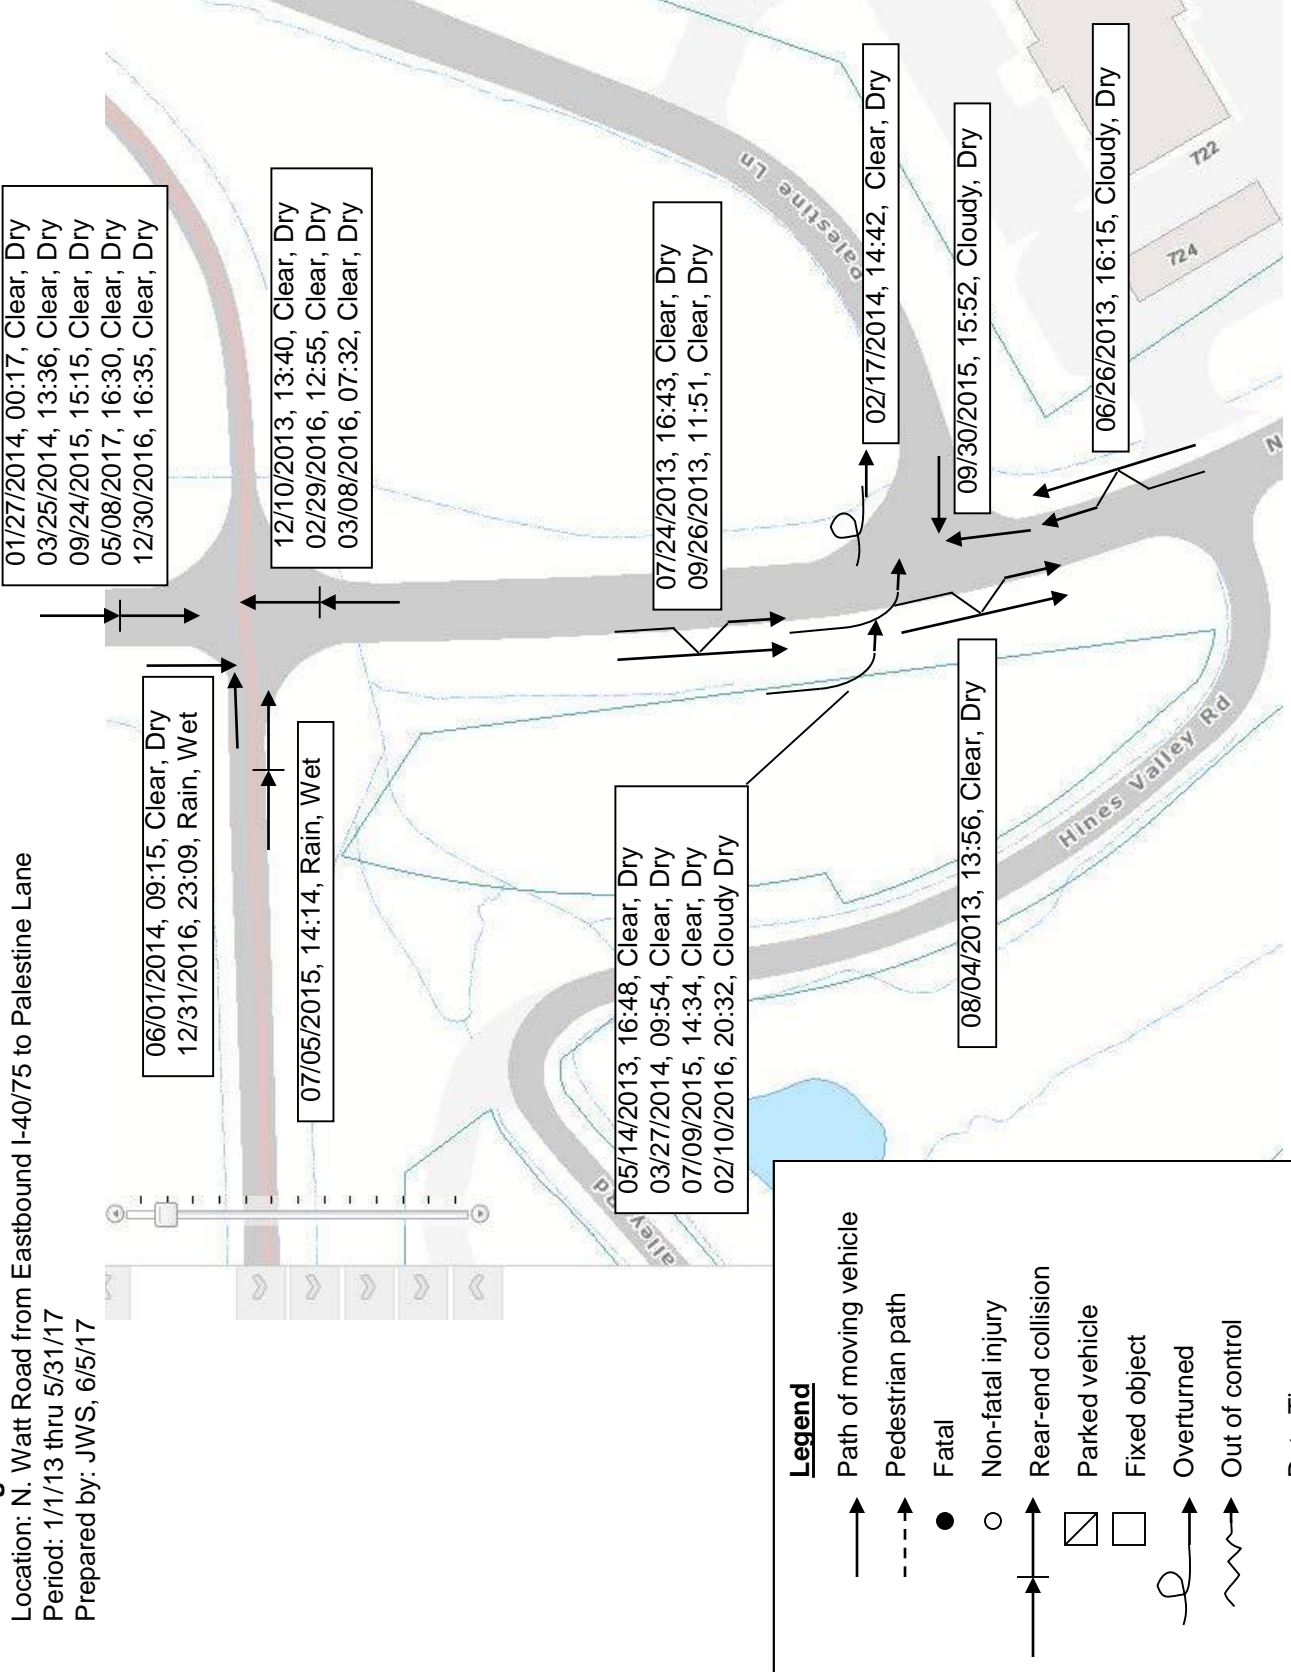 Location: N. Watt Road from Eastbound I-40/75 to Palestine Lane
Period: 1/1/13 thru 5/31/17
Prepared by: JWS, 6/5/17
01/27/2014, 00:17, Clear, Dry
03/25/2014, 13:36, Clear, Dry
09/24/2015, 15:15, Clear, Dry
05/08/2017, 16:30, Clear, Dry
12/30/2016, 16:35, Clear, Dry
06/01/2014, 09:15, Clear, Dry
12/31/2016, 23:09, Rain, Wet
12/10/2013, 13:40, Clear, Dry
02/29/2016, 12:55, Clear, Dry
03/08/2016, 07:32, Clear, Dry
07/05/2015, 14:14, Rain, Wet
07/24/2013, 16:43, Clear, Dry
09/26/2013, 11:51, Clear, Dry
05/14/2013, 16:48, Clear, Dry
03/27/2014, 09:54, Clear, Dry
07/09/2015, 14:34, Clear, Dry
02/10/2016, 20:32, Cloudy Dry
Palestine Ln
02/17/2014, 14:42, Clear, Dry
09/30/2015, 15:52, Cloudy, Dry
06/26/2013, 16:15, Cloudy, Dry
08/04/2013, 13:56, Clear, Dry
Hines Valley Rd
alley Rd
722
724
N
Legend
Path of moving vehicle
Pedestrian path
Fatal
Non-fatal injury
Rear-end collision
Parked vehicle
Fixed object
Overturned
Out of control